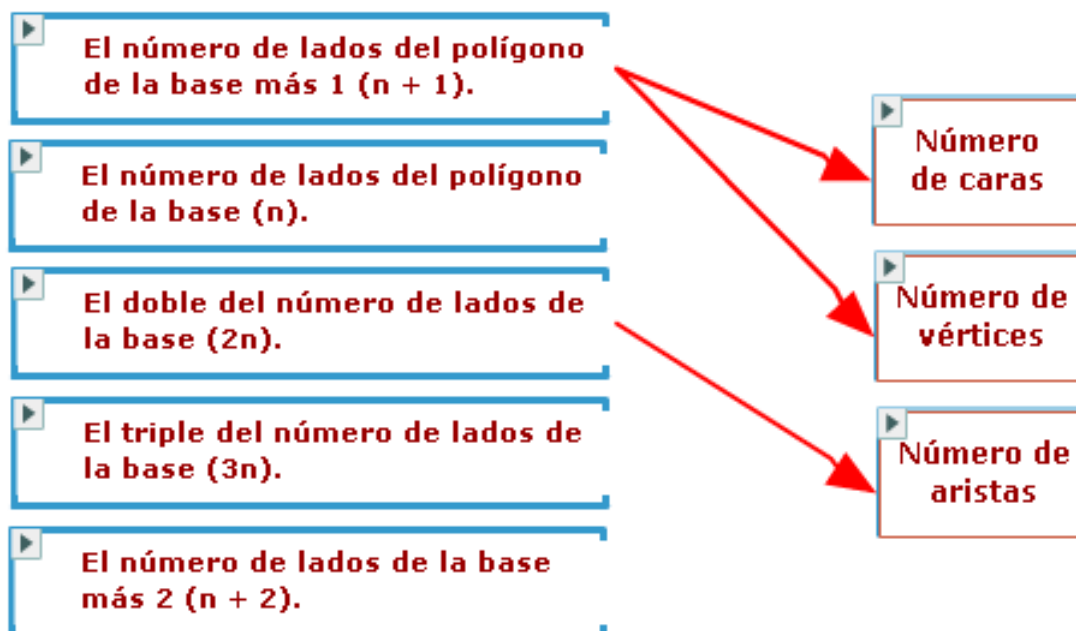 El número de lados del polígono
de la base más 1 (n + 1).
El número de lados del polígono
de la base (n).
El doble del número de lados de
la base (2n).
El triple del número de lados de
la base (3n).
El número de lados de la base
más 2 (n + 2).
Número
de caras
Número de
vértices
Número de
aristas